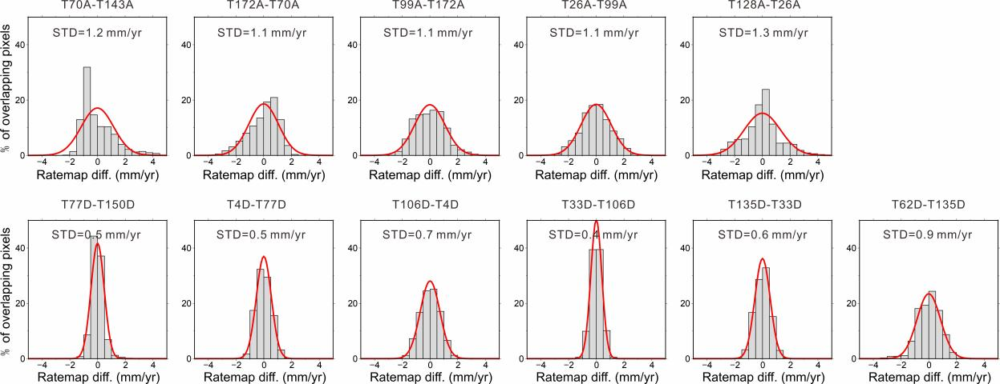 T70A-T143A T172A-T70A T99A-T172A T26A-T99A T128A-T26A
% of overlapping pixels
STD=1.2 mm/yr STD=1.1 mm/yr STD=1.1 mm/yr STD=1.1 mm/yr STD=1.3 mm/yr
40 40 40 40 40
20 20 20 20 20
0 0 0 0 0
−4 −2 0 2 4 −4 −2 0 2 4 −4 −2 0 2 4 −4 −2 0 2 4 −4 −2 0 2 4
Ratemap diff. (mm/yr) Ratemap diff. (mm/yr) Ratemap diff. (mm/yr) Ratemap diff. (mm/yr) Ratemap diff. (mm/yr)
T77D-T150D T4D-T77D T106D-T4D T33D-T106D T135D-T33D T62D-T135D
% of overlapping pixels
STD=0.5 mm/yr STD=0.5 mm/yr STD=0.7 mm/yr STD=0.4 mm/yr STD=0.6 mm/yr STD=0.9 mm/yr
40 40 40 40 40 40
20 20 20 20 20 20
0 0 0 0 0 0
−4 −2 0 2 4 −4 −2 0 2 4 −4 −2 0 2 4 −4 −2 0 2 4 −4 −2 0 2 4 −4 −2 0 2 4
Ratemap diff. (mm/yr) Ratemap diff. (mm/yr) Ratemap diff. (mm/yr) Ratemap diff. (mm/yr) Ratemap diff. (mm/yr) Ratemap diff. (mm/yr)